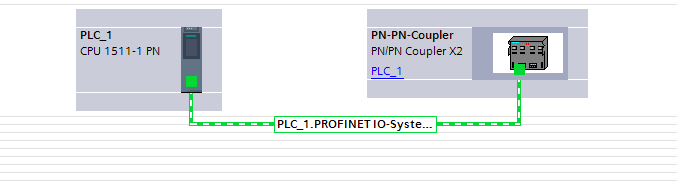 PLC_1
CPU 1511-1 PN
PN-PN-Coupler
PN/PN Coupler X2
PLC_1
PLC_1.PROFINET IO-Syste...